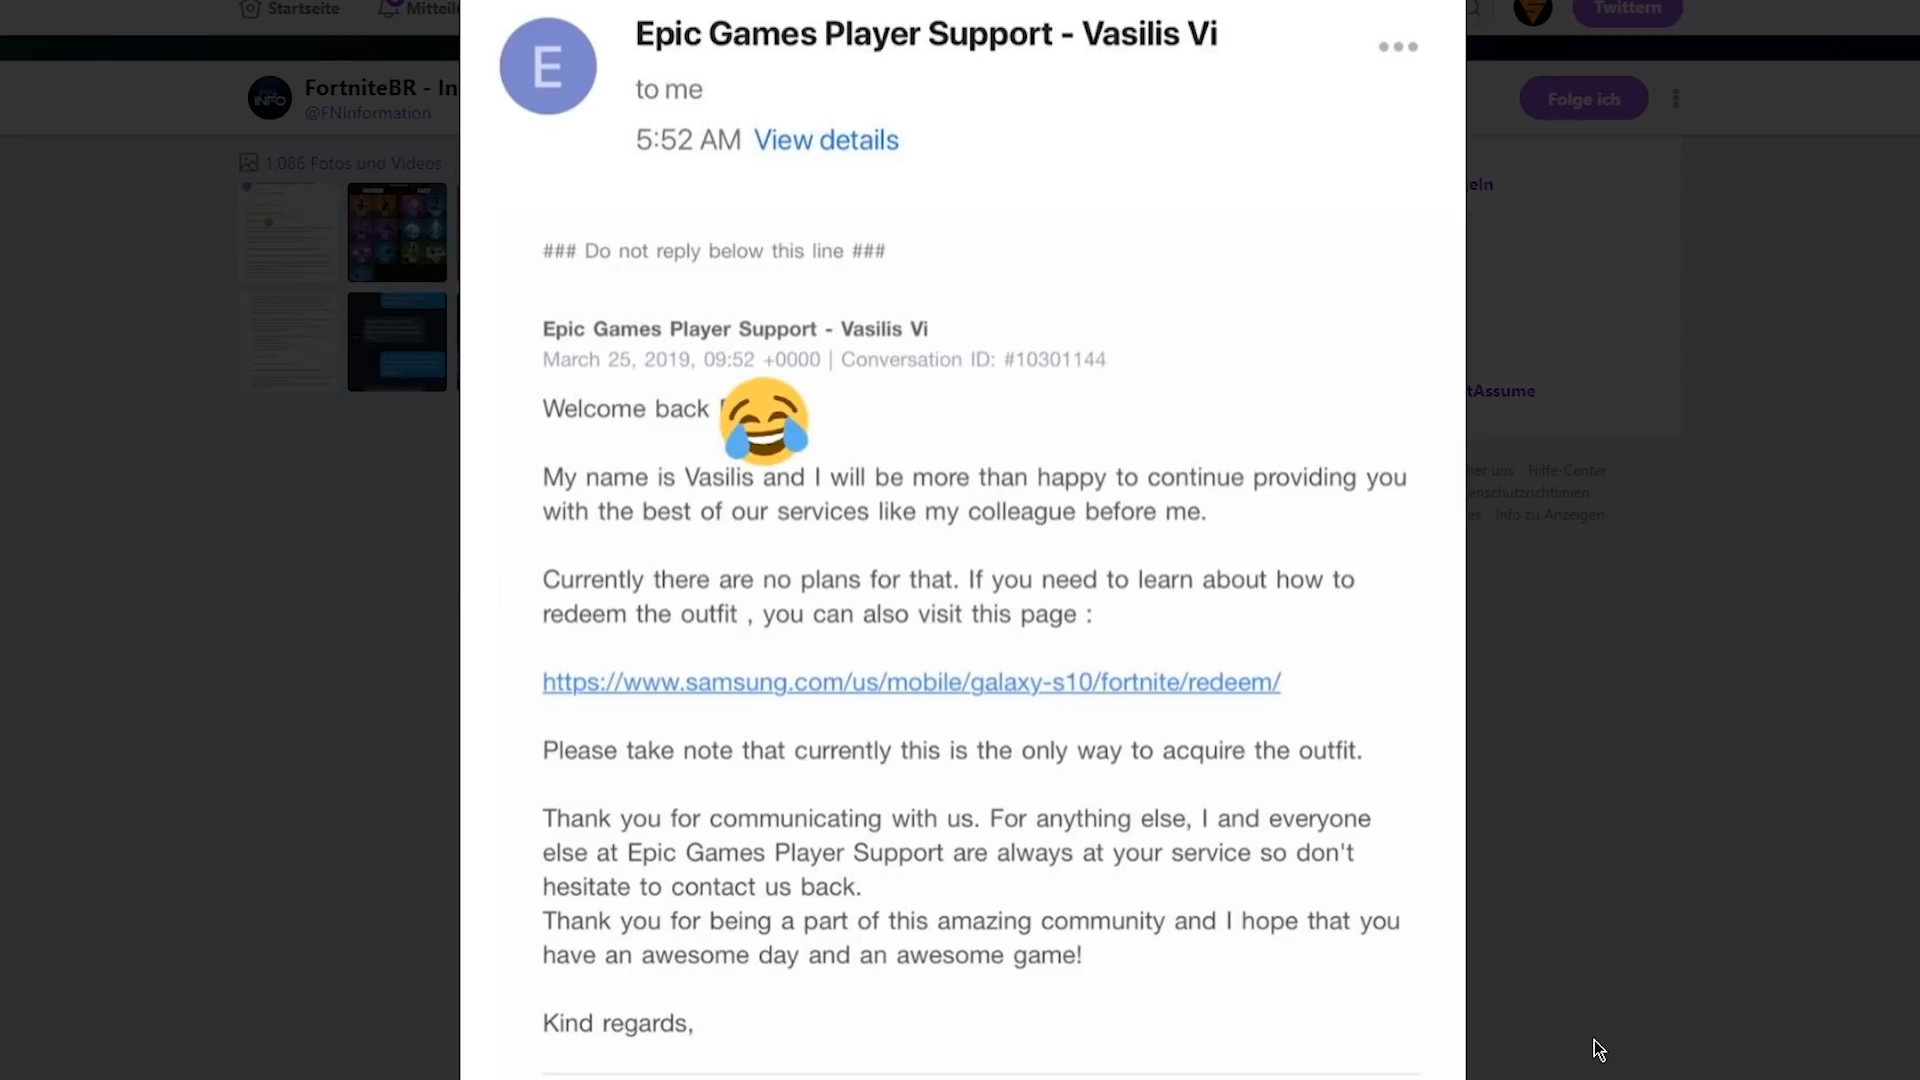 Startseite
Mitteil
Twittern
FortniteBR - In
@FNInformation
INFO
Folge ich
1.086 Fotos und Videos
E
Epic Games Player Support - Vasilis Vi
to me
5:52 AM View details
### Do not reply below this line ###
Epic Games Player Support - Vasilis Vi
March 25, 2019, 09:52 +0000 | Conversation ID: #10301144
Welcome back
My name is Vasilis and I will be more than happy to continue providing you
with the best of our services like my colleague before me.
Currently there are no plans for that. If you need to learn about how to
redeem the outfit , you can also visit this page :
https://www.samsung.com/us/mobile/galaxy-s10/fortnite/redeem/
Please take note that currently this is the only way to acquire the outfit.
Thank you for communicating with us. For anything else, I and everyone
else at Epic Games Player Support are always at your service so don't
hesitate to contact us back.
Thank you for being a part of this amazing community and I hope that you
have an awesome day and an awesome game!
Kind regards,
eln
tAssume
er uns Hilfe-Center
enschutzrichtlinien
es Info zu Anzeigen